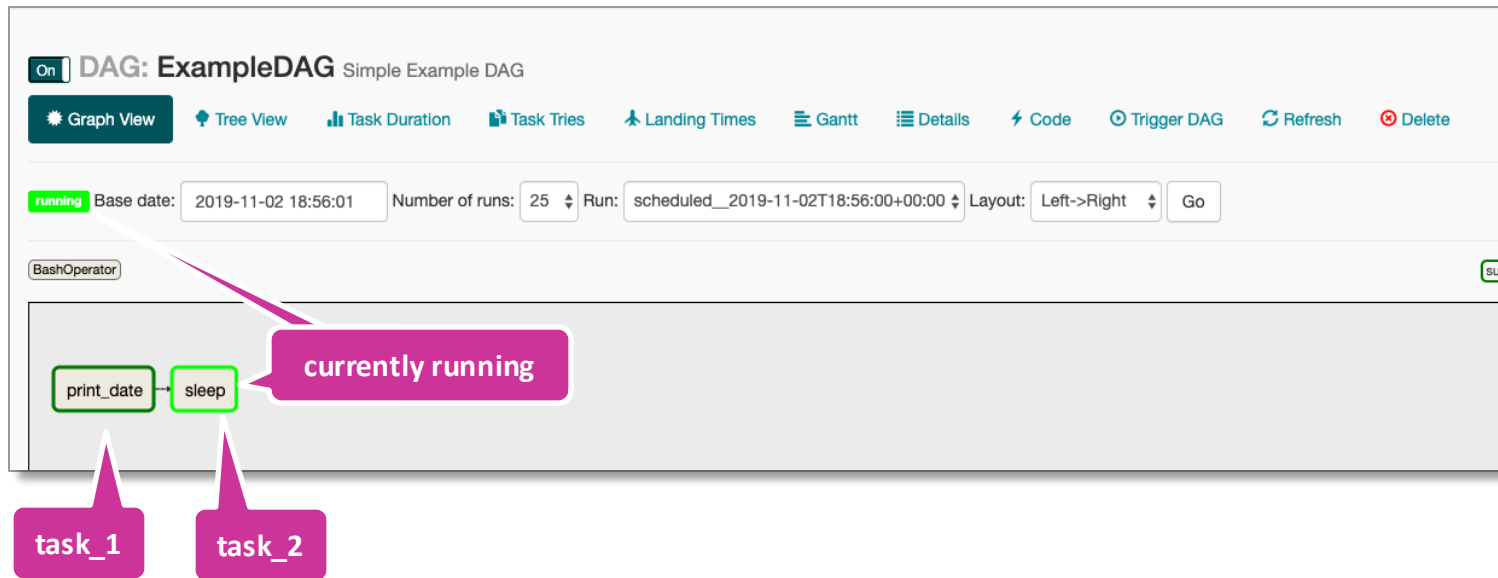 On DAG: ExampleDAG Simple Example DAG
Graph View Tree View Task Duration Task Tries Landing Times Gantt Details Code Trigger DAG Refresh Delete
running Base date: 2019-11-02 18:56:01 Number of runs: 25 Run: scheduled__2019-11-02T18:56:00+00:00 Layout: Left->Right Go
BashOperator
currently running
print_date sleep
task_1 task_2